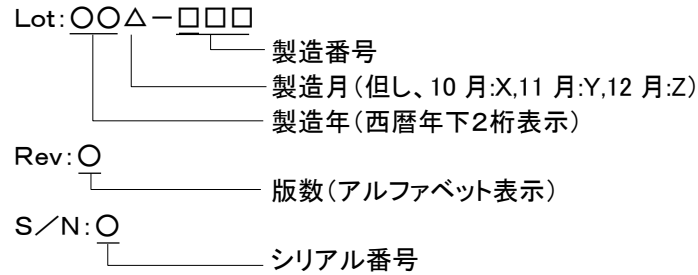 Lot:○○△－□□□
製造番号
製造月(但し、10 月:X,11 月:Y,12 月:Z)
製造年(西暦年下２桁表示)
Rev:○
版数(アルファベット表示)
S／N:○
シリアル番号